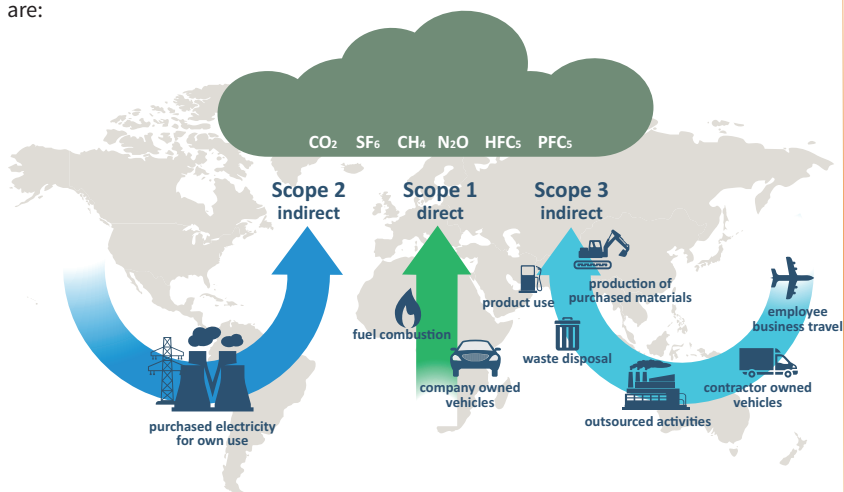 are:
CO₂ SF₆ CH₄ N₂O HFC₅ PFC₅
Scope 2
indirect
Scope 1
direct
Scope 3
indirect
production of
purchased materials
product use
employee
business travel
fuel combustion
waste disposal
company owned
vehicles
contractor owned
vehicles
outsourced activities
purchased electricity
for own use